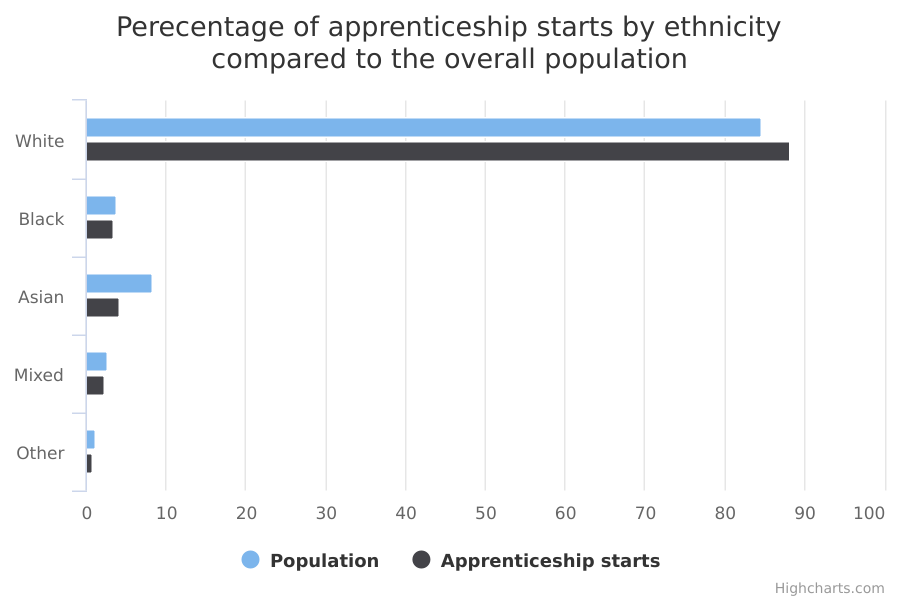 Perecentage of apprenticeship starts by ethnicity
compared to the overall population
White
Black
Asian
Mixed
Other
0 10 20 30 40 50 60 70 80 90 100
Population Apprenticeship starts
Highcharts.com